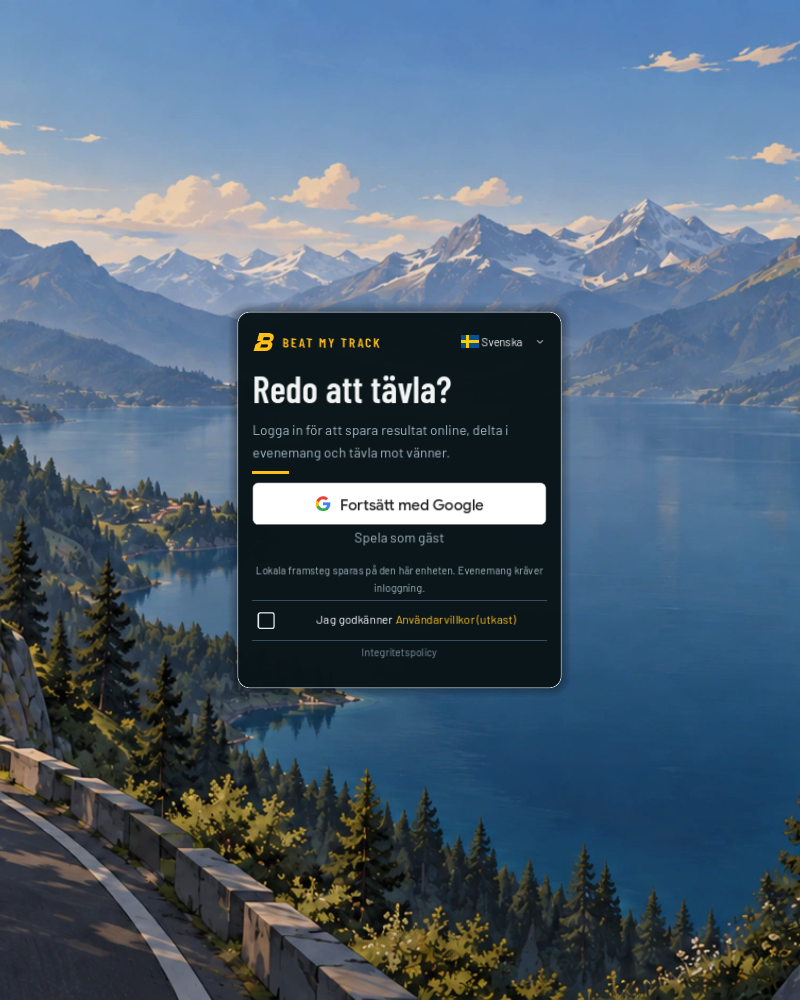 BEAT MY TRACK
Svenska
Redo att tävla?
Logga in för att spara resultat online, delta i
evenemang och tävla mot vänner.
Fortsätt med Google
Spela som gäst
Lokala framsteg sparas på den här enheten. Evenemang kräver
inloggning.
Jag godkänner Användarvillkor (utkast)
Integritetspolicy